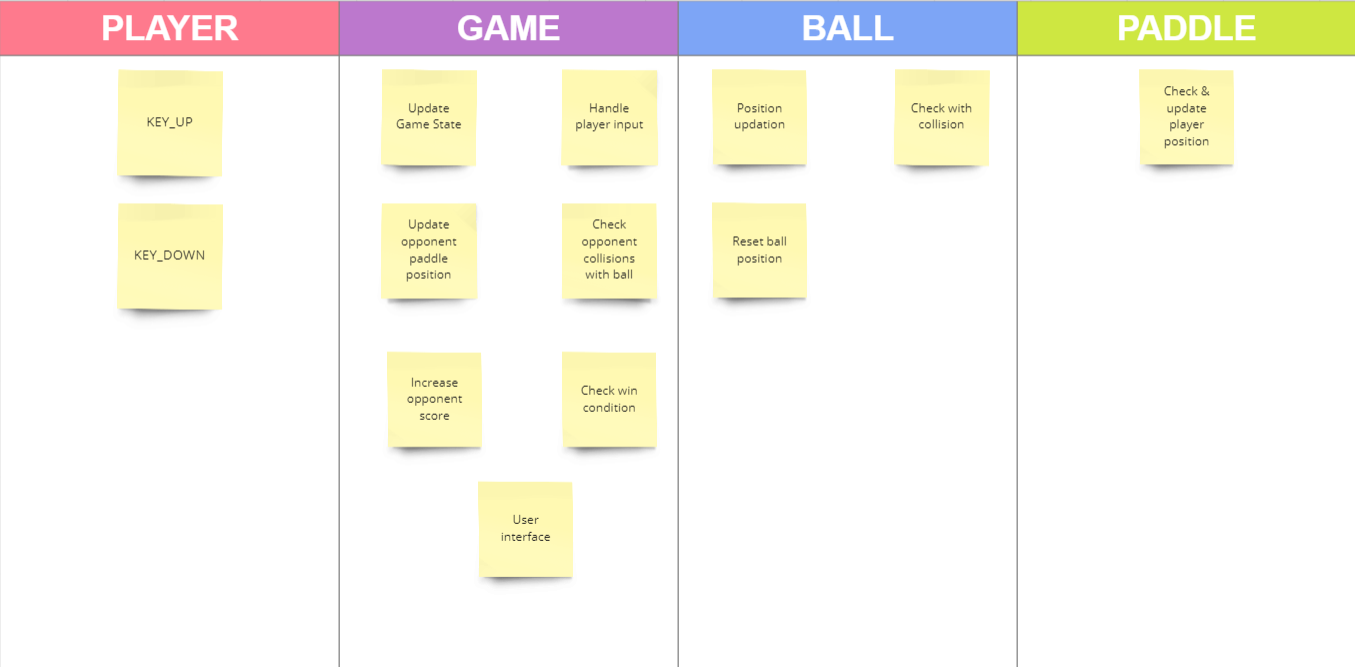 PLAYER
GAME
BALL
PADDLE
KEY_UP
KEY_DOWN
Update
Game State
Handle
player input
Update
opponent
paddle
position
Check
opponent
collisions
with ball
Increase
opponent
score
Check win
condition
User
interface
Position
updation
Check with
collision
Reset ball
position
Check &
update
player
position